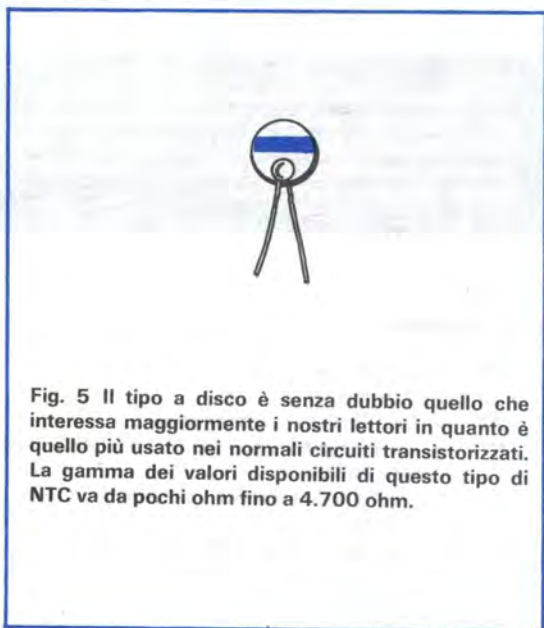 Fig. 5 Il tipo a disco è senza dubbio quello che
interessa maggiormente i nostri lettori in quanto è
quello più usato nei normali circuiti transistorizzati.
La gamma dei valori disponibili di questo tipo di
NTC va da pochi ohm fino a 4.700 ohm.